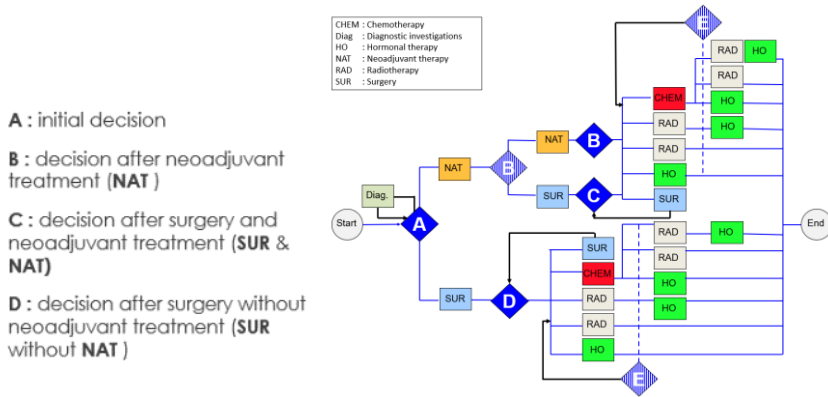 CHEM : Chemotherapy
Diag : Diagnostic investigations
HO : Hormonal therapy
NAT : Neoadjuvant therapy
RAD : Radiotherapy
SUR : Surgery
A : initial decision
B : decision after neoadjuvant
treatment (NAT )
C : decision after surgery and
neoadjuvant treatment (SUR &
NAT)
D : decision after surgery without
neoadjuvant treatment (SUR
without NAT )
E
RAD HO
RAD
CHEM HO
NAT B RAD HO
RAD
NAT B HO
SUR C SUR
Diag.
Start A End
SUR RAD HO
CHEM RAD
SUR D RAD HO
RAD HO
HO
E